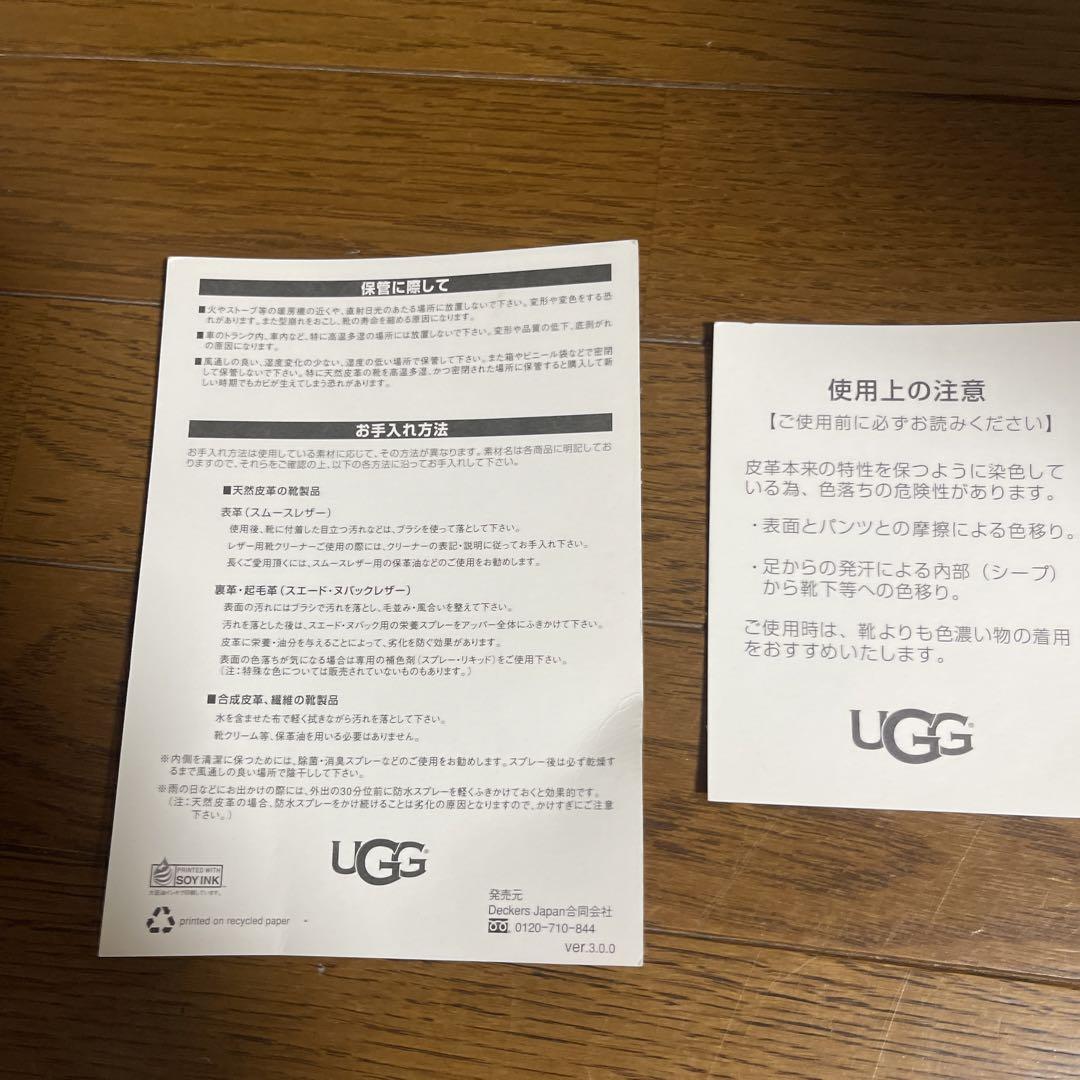 保管に際して
■火やストーブ等の暖房機の近くや、直射日光のあたる場所に放置しないで下さい。変形や変色をする恐
れがあります。また型崩れをおこし、靴の寿命を縮める原因になります。
■車のトランク内、車内など、特に高温多湿の場所には放置しないで下さい。変形や品質の低下、底剥がれ
の原因になります。
■風通しの良い、湿度変化の少ない、湿度の低い場所で保管して下さい。また箱やビニール袋などで密閉
して保管しないで下さい。特に天然皮革の靴を高温多湿、かつ密閉された場所に保管すると購入して新
しい時期でもカビが生えてしまう恐れがあります。
お手入れ方法
お手入れ方法は使用している素材に応じて、その方法が異なります。素材名は各商品に明記してお
りますので、それらをご確認の上、以下の各方法に沿ってお手入れして下さい。
■天然皮革の靴製品
表革(スムースレザー)
使用後、靴に付着した目立つ汚れなどは、ブラシを使って落として下さい。
レザー用靴クリーナーご使用の際には、クリーナーの表記・説明に従ってお手入れ下さい。
長くご愛用頂くには、スムースレザー用の保革油などのご使用をお勧めします。
裏革・起毛革(スエード・ヌバックレザー)
表面の汚れにはブラシで汚れを落とし、毛並み・風合いを整えて下さい。
汚れを落とした後は、スエード・ヌバック用の栄養スプレーをアッパー全体にふきかけて下さい。
皮革に栄養・油分を与えることによって、劣化を防ぐ効果があります。
表面の色落ちが気になる場合は専用の補色剤(スプレー・リキッド)をご使用下さい。
(注:特殊な色については販売されていないものもあります。)
■合成皮革、繊維の靴製品
水を含ませた布で軽く拭きながら汚れを落として下さい。
靴クリーム等、保革油を用いる必要はありません。
※内側を清潔に保つためには、除菌・消臭スプレーなどのご使用をお勧めします。スプレー後は必ず乾燥す
るまで風通しの良い場所で陰干しして下さい。
※雨の日などにお出かけの際には、外出の30分位前に防水スプレーを軽くふきかけておくと効果的です。
(注:天然皮革の場合、防水スプレーをかけ続けることは劣化の原因となりますので、かけすぎにご注意
下さい。)
UGG®
PRINTED WITH
SOY INK
大豆油インキで印刷しています。
printed on recycled paper
発売元
Deckers Japan合同会社
0120-710-844
ver.3.0.0
使用上の注意
【ご使用前に必ずお読みください】
皮革本来の特性を保つように染色して
いる為、色落ちの危険性があります。
・表面とパンツとの摩擦による色移り。
・足からの発汗による内部(シープ)
から靴下等への色移り。
ご使用時は、靴よりも色濃い物の着用
をおすすめいたします。
UGG®